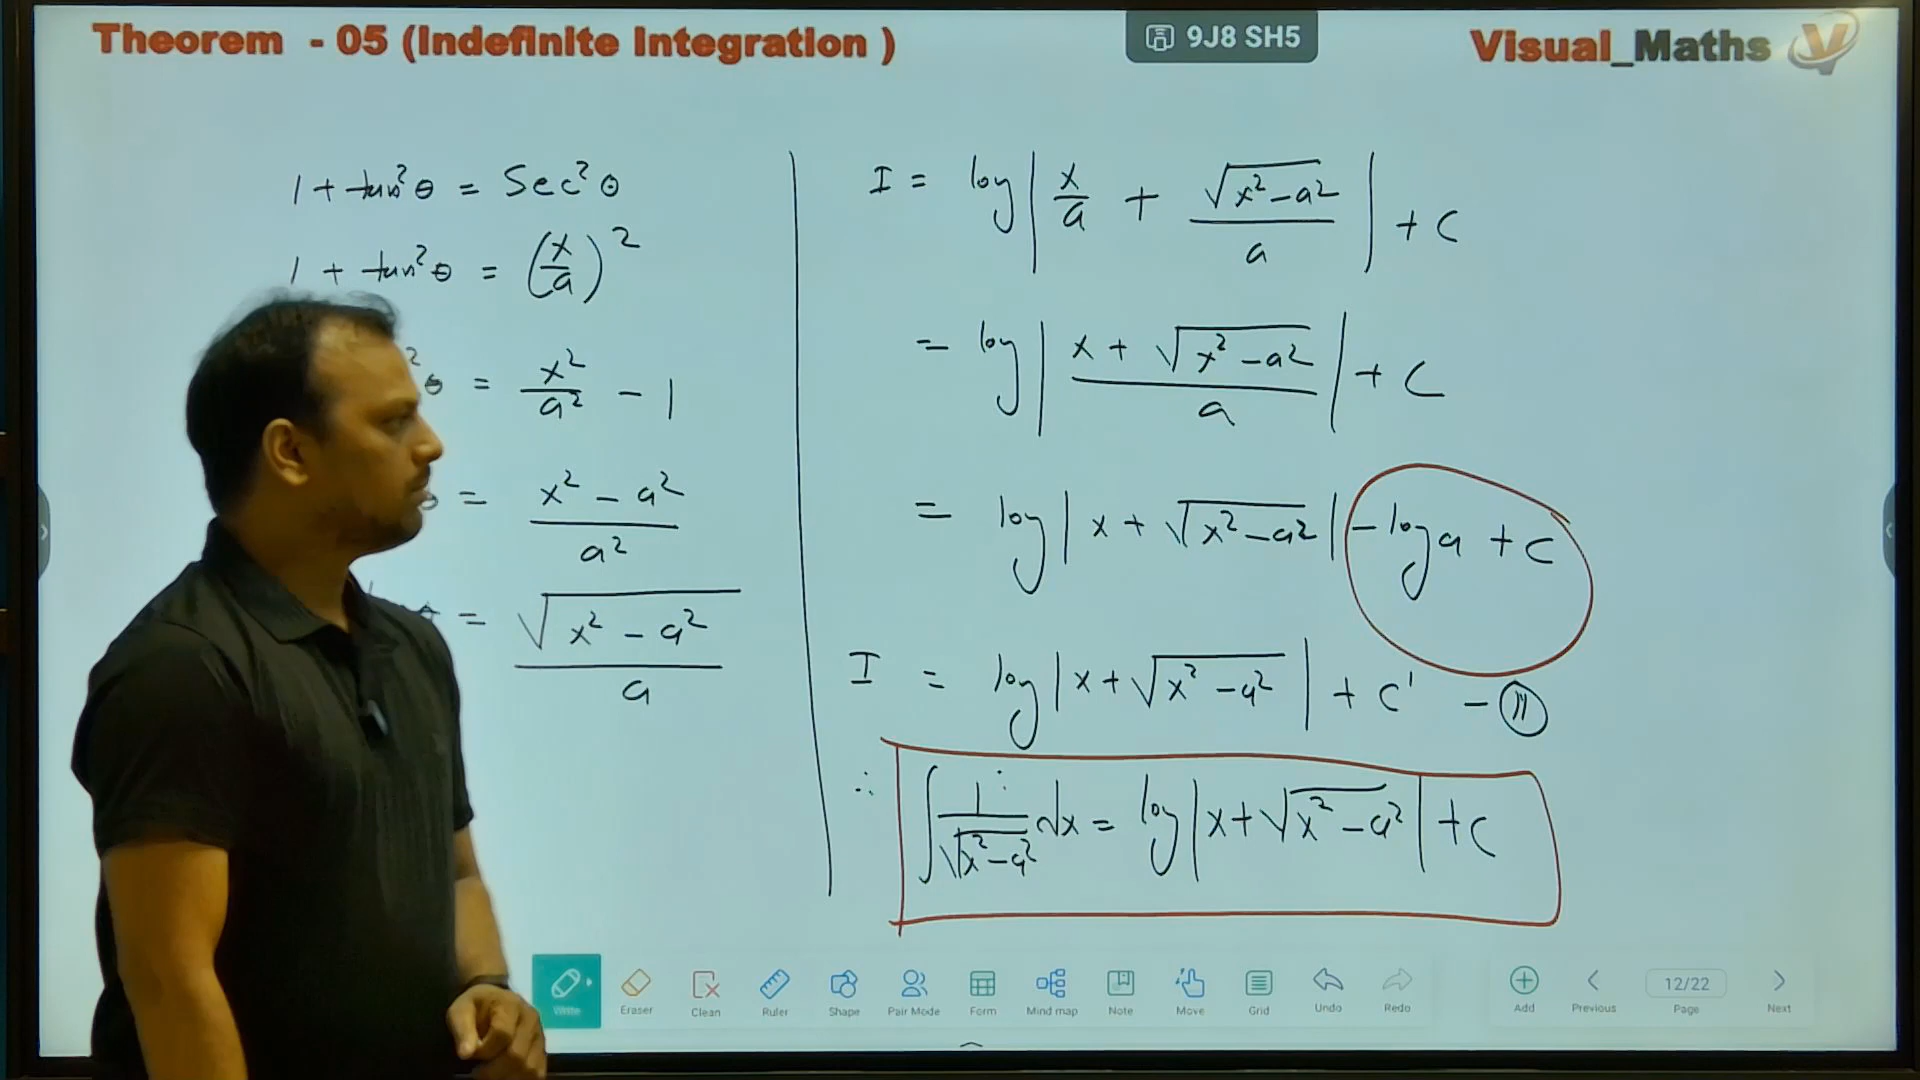 Theorem - 05 (Indefinite Integration )
9J8 SH5
Visual_Maths
1 + tan²θ = Sec²θ
1 + tan²θ = (x/a)²
²θ = x²/a² - 1
= (x² - a²)/a²
= √(x² - a²)/a
I = log|x/a + √(x²-a²)/a| + c
= log|(x + √(x²-a²))/a| + c
= log|x + √(x²-a²)| - log a + c
I = log|x + √(x²-a²)| + c' - (II)
∴ ∫ 1/√(x²-a²) dx = log|x + √(x²-a²)| + c
Write Eraser Clean Ruler Shape Pair Mode Form Mind map Note Move Grid Undo Redo Add Previous 12/22 Page Next